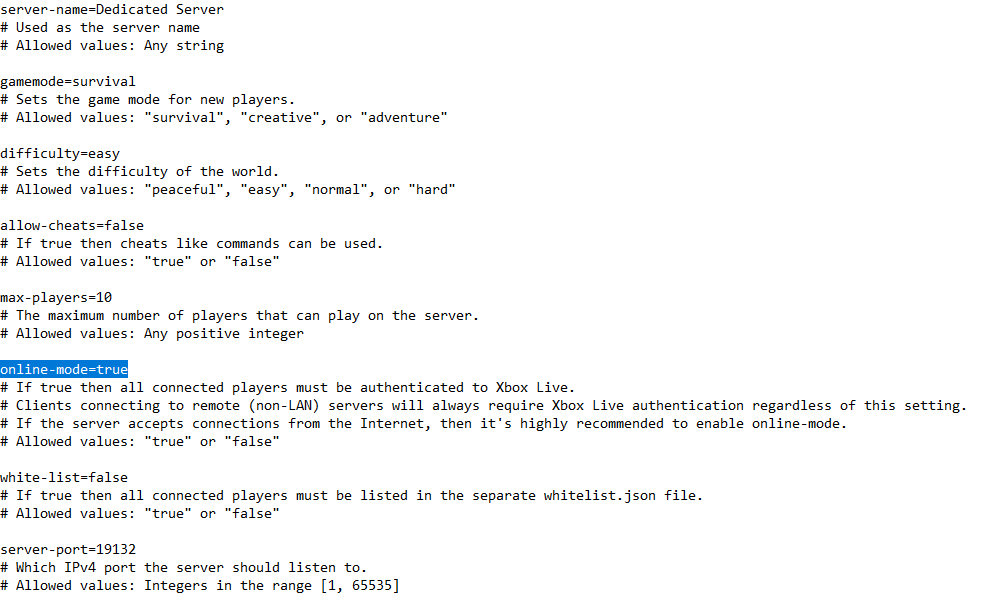 server-name=Dedicated Server
# Used as the server name
# Allowed values: Any string

gamemode=survival
# Sets the game mode for new players.
# Allowed values: "survival", "creative", or "adventure"

difficulty=easy
# Sets the difficulty of the world.
# Allowed values: "peaceful", "easy", "normal", or "hard"

allow-cheats=false
# If true then cheats like commands can be used.
# Allowed values: "true" or "false"

max-players=10
# The maximum number of players that can play on the server.
# Allowed values: Any positive integer

online-mode=true
# If true then all connected players must be authenticated to Xbox Live.
# Clients connecting to remote (non-LAN) servers will always require Xbox Live authentication regardless of this setting.
# If the server accepts connections from the Internet, then it's highly recommended to enable online-mode.
# Allowed values: "true" or "false"

white-list=false
# If true then all connected players must be listed in the separate whitelist.json file.
# Allowed values: "true" or "false"

server-port=19132
# Which IPv4 port the server should listen to.
# Allowed values: Integers in the range [1, 65535]